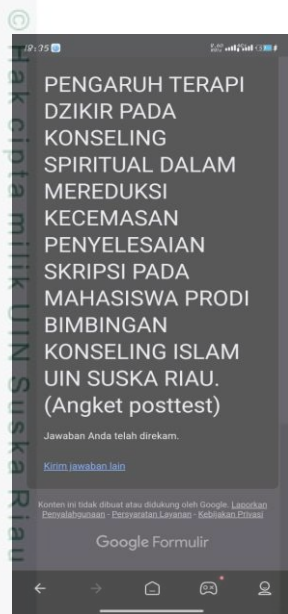 © Hak cipta milik UIN Suska Riau
18:35
PENGARUH TERAPI
DZIKIR PADA
KONSELING
SPIRITUAL DALAM
MEREDUKSI
KECEMASAN
PENYELESAIAN
SKRIPSI PADA
MAHASISWA PRODI
BIMBINGAN
KONSELING ISLAM
UIN SUSKA RIAU.
(Angket posttest)
Jawaban Anda telah direkam.
Kirim jawaban lain
Konten ini tidak dibuat atau didukung oleh Google. Laporkan
Penyalahgunaan - Persyaratan Layanan - Kebijakan Privasi
Google Formulir